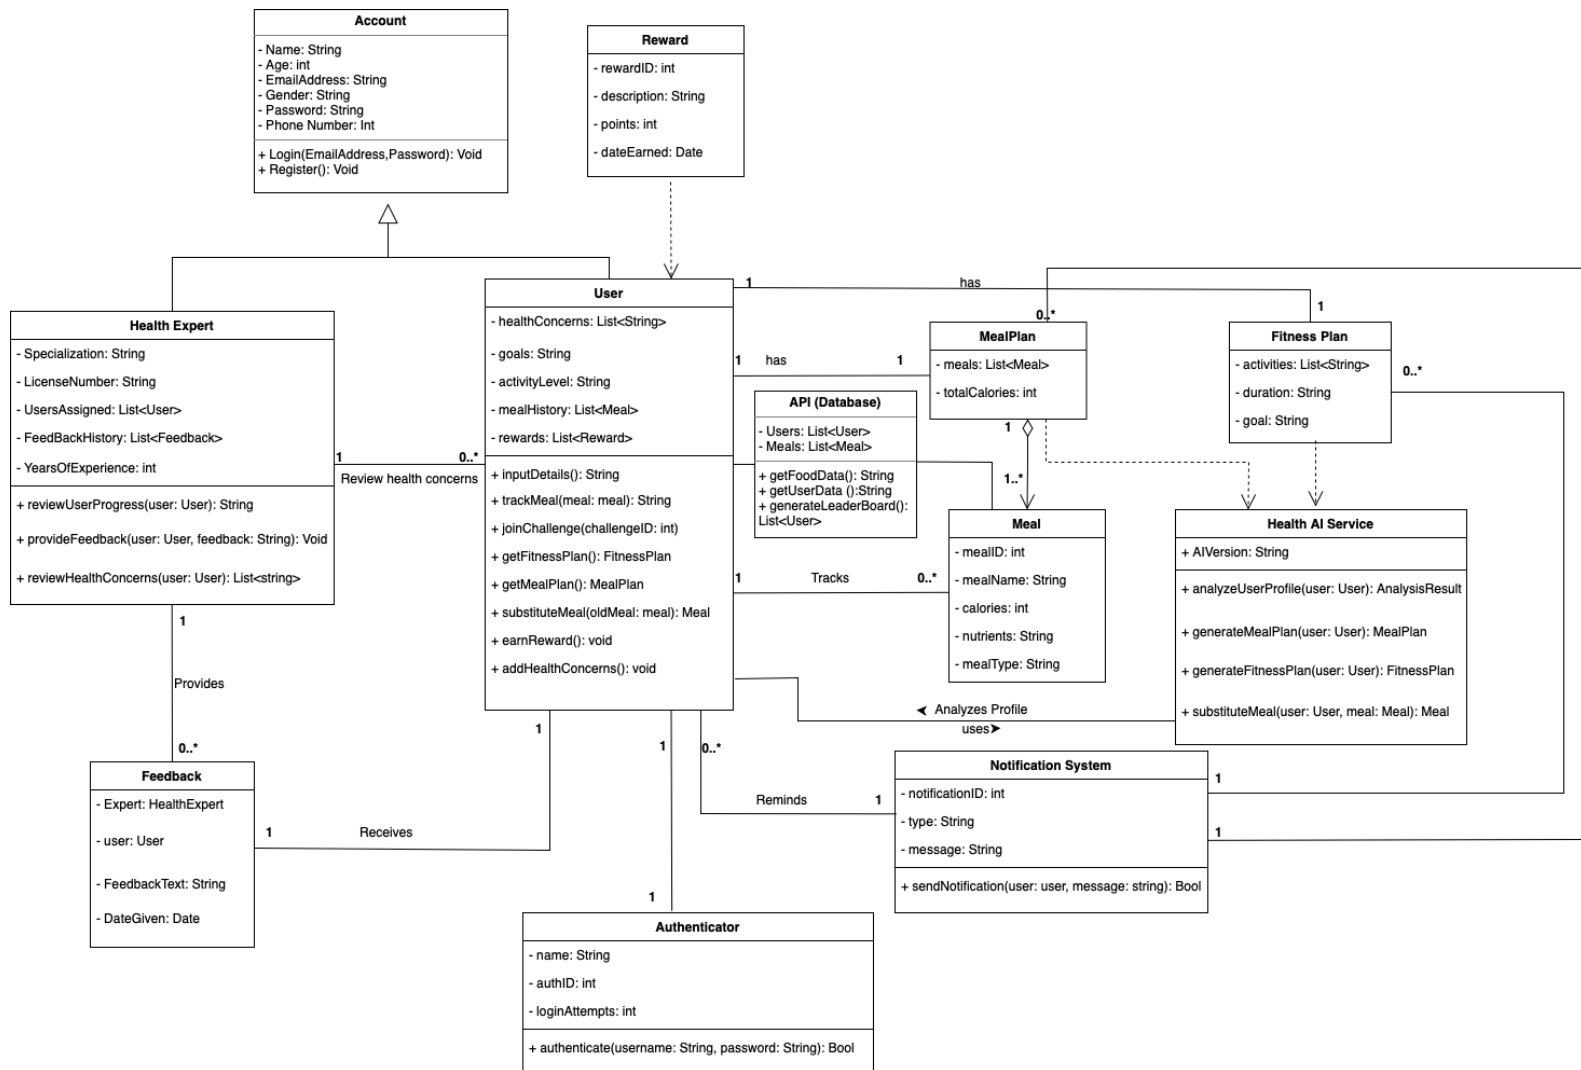 Account
- Name: String
- Age: int
- EmailAddress: String
- Gender: String
- Password: String
- Phone Number: Int
+ Login(EmailAddress,Password): Void
+ Register(): Void
Reward
- rewardID: int
- description: String
- points: int
- dateEarned: Date
Health Expert
- Specialization: String
- LicenseNumber: String
- UsersAssigned: List<User>
- FeedBackHistory: List<Feedback>
- YearsOfExperience: int
+ reviewUserProgress(user: User): String
+ provideFeedback(user: User, feedback: String): Void
+ reviewHealthConcerns(user: User): List<string>
1
0..*
Review health concerns
User
- healthConcerns: List<String>
- goals: String
- activityLevel: String
- mealHistory: List<Meal>
- rewards: List<Reward>
+ inputDetails(): String
+ trackMeal(meal: meal): String
+ joinChallenge(challengeID: int)
+ getFitnessPlan(): FitnessPlan
+ getMealPlan(): MealPlan
+ substituteMeal(oldMeal: meal): Meal
+ earnReward(): void
+ addHealthConcerns(): void
1
has
1
1
has
1
0..*
MealPlan
- meals: List<Meal>
- totalCalories: int
Fitness Plan
- activities: List<String>
- duration: String
- goal: String
0..*
API (Database)
- Users: List<User>
- Meals: List<Meal>
+ getFoodData(): String
+ getUserData ():String
+ generateLeaderBoard():
List<User>
1
1..*
Meal
- mealID: int
- mealName: String
- calories: int
- nutrients: String
- mealType: String
1
Tracks
0..*
Health AI Service
+ AIVersion: String
+ analyzeUserProfile(user: User): AnalysisResult
+ generateMealPlan(user: User): MealPlan
+ generateFitnessPlan(user: User): FitnessPlan
+ substituteMeal(user: User, meal: Meal): Meal
Analyzes Profile
uses
1
Provides
0..*
Feedback
- Expert: HealthExpert
- user: User
- FeedbackText: String
- DateGiven: Date
1
Receives
1
1
1
0..*
Reminds
1
Notification System
- notificationID: int
- type: String
- message: String
+ sendNotification(user: user, message: string): Bool
1
1
Authenticator
- name: String
- authID: int
- loginAttempts: int
+ authenticate(username: String, password: String): Bool